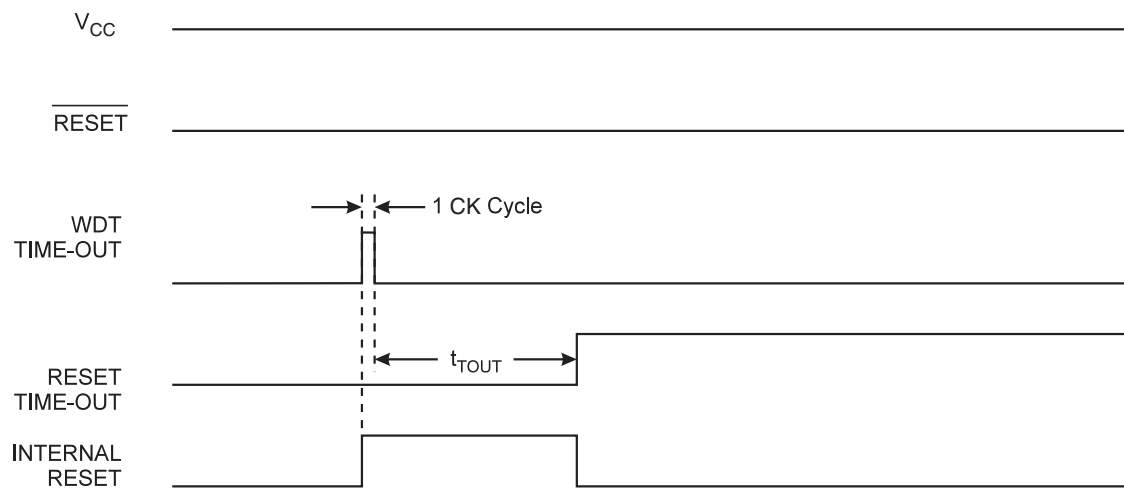 VCC
RESET
1 CK Cycle
WDT
TIME-OUT
tTOUT
RESET
TIME-OUT
INTERNAL
RESET